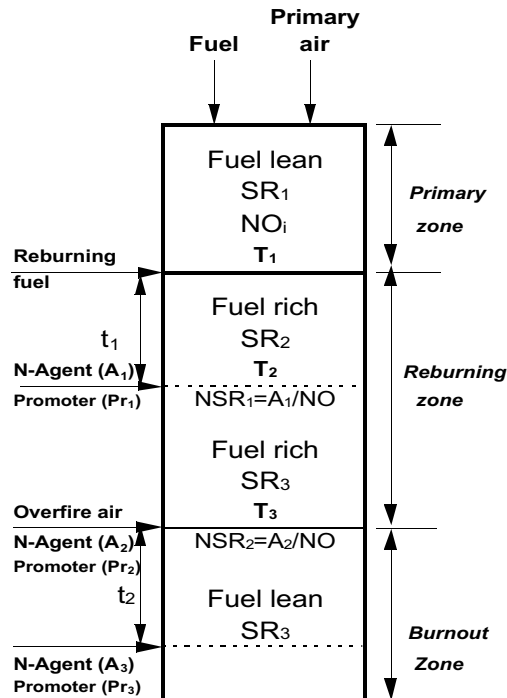 Fuel
Primary
air
Fuel lean
SR1
NOi
T1
Primary
zone
Reburning
fuel
t1
Fuel rich
SR2
T2
N-Agent (A1)
Promoter (Pr1)
NSR1=A1/NO
Reburning
zone
Fuel rich
SR3
T3
Overfire air
N-Agent (A2)
Promoter (Pr2)
NSR2=A2/NO
t2
Fuel lean
SR3
Burnout
Zone
N-Agent (A3)
Promoter (Pr3)